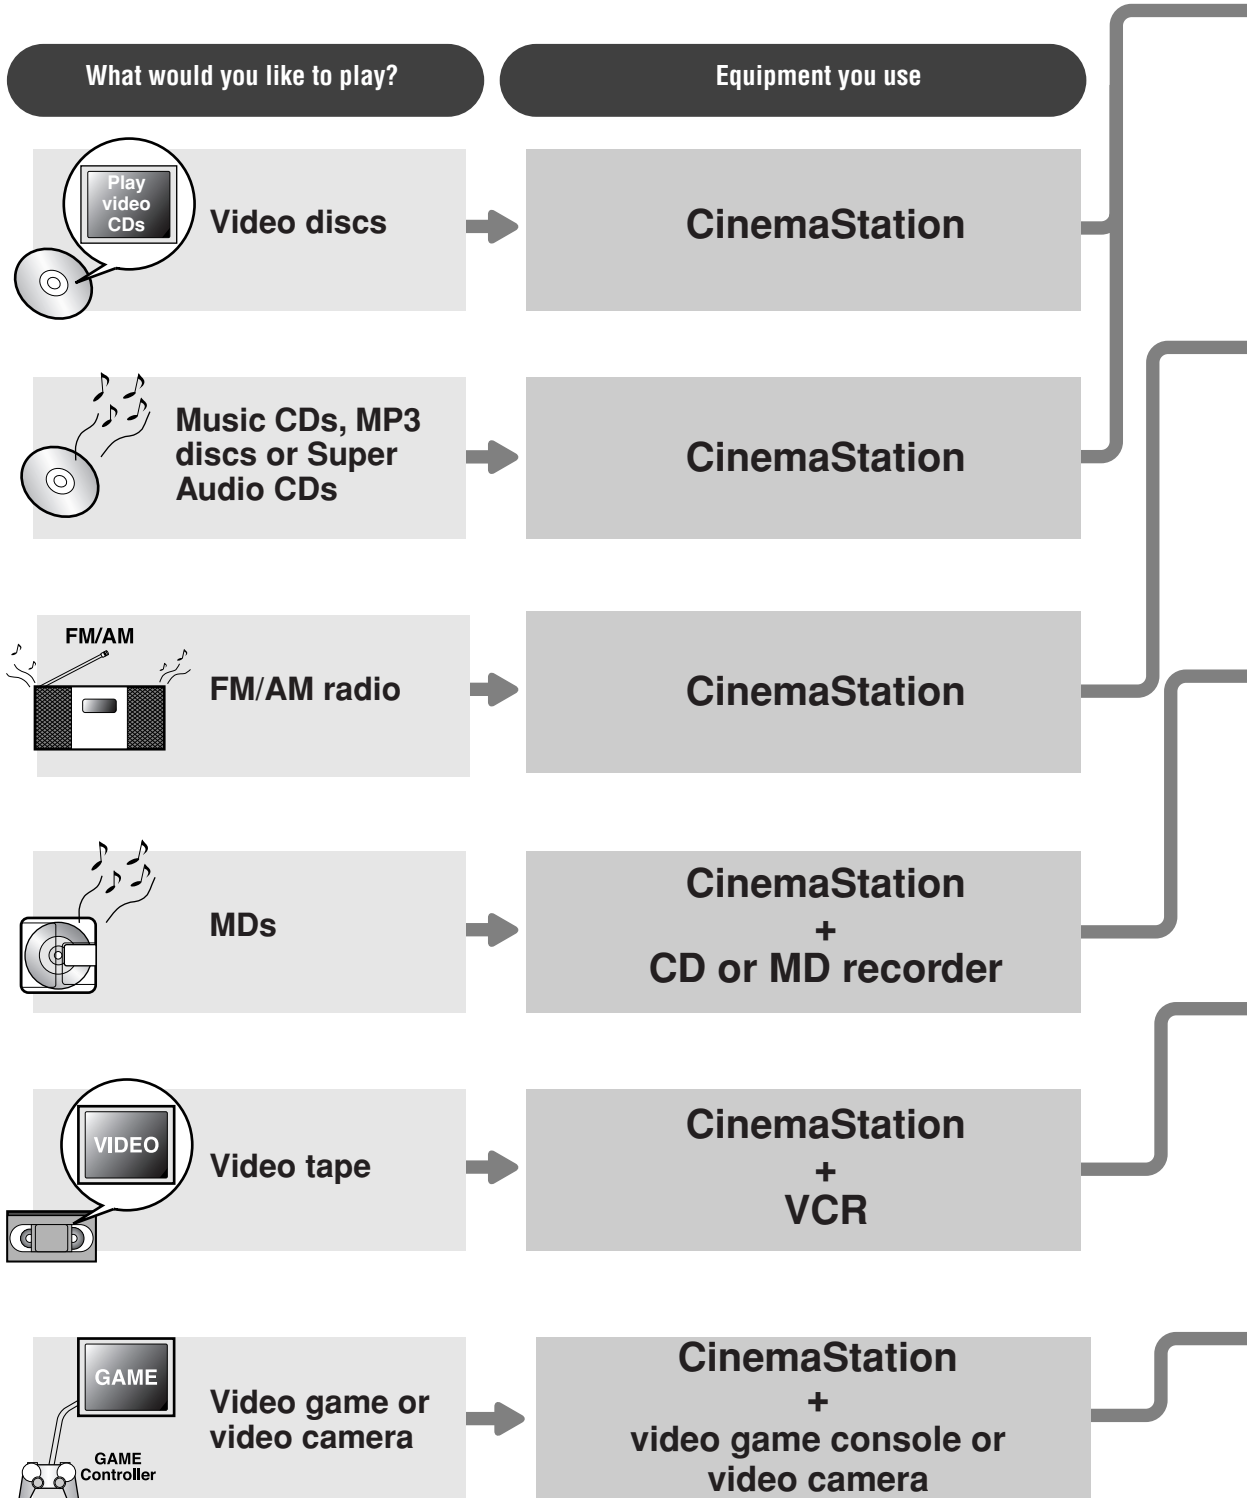 What would you like to play?
Equipment you use
Play
video
CDs
Video discs
CinemaStation
Music CDs, MP3
discs or Super
Audio CDs
CinemaStation
FM/AM
FM/AM radio
CinemaStation
MDs
CinemaStation
+
CD or MD recorder
VIDEO
Video tape
CinemaStation
+
VCR
GAME
GAME
Controller
Video game or
video camera
CinemaStation
+
video game console or
video camera